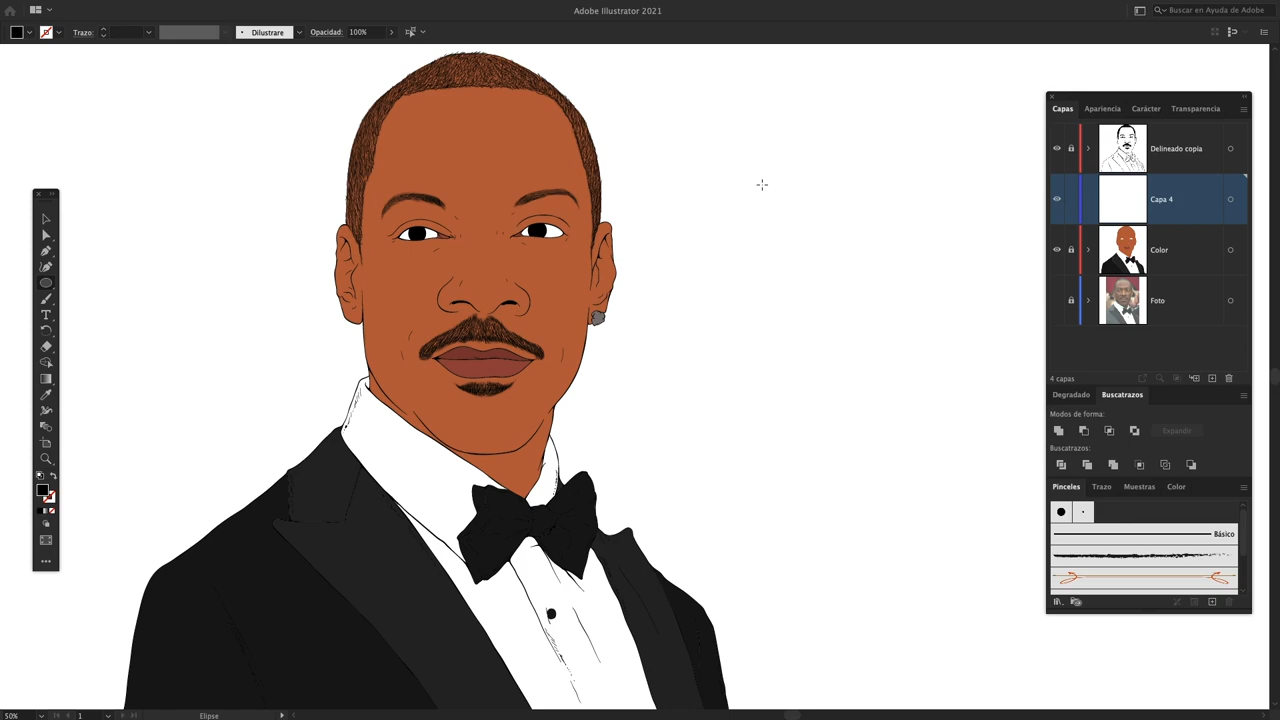 Adobe Illustrator 2021
Buscar en Ayuda de Adobe
Trazo:
Dilustrare
Opacidad:
100%
Capas
Apariencia
Carácter
Transparencia
Delineado copia
Capa 4
Color
Foto
4 capas
Degradado
Buscatrazos
Modos de forma:
Expandir
Buscatrazos:
Pinceles
Trazo
Muestras
Color
Básico
50%
1
Elipse